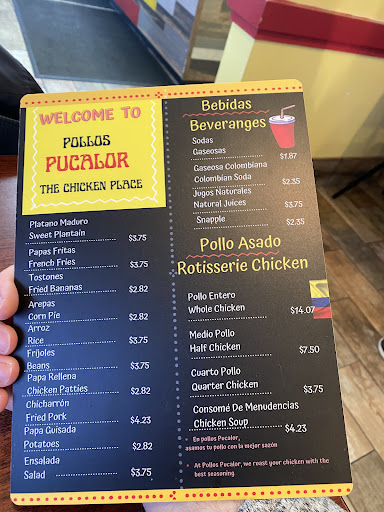 WELCOME TO
POLLOS
PUCALOR
THE CHICKEN PLACE
Platano Maduro
Sweet Plantain $3.75
Papas Fritas
French Fries $3.75
Tostones
Fried Bananas $2.82
Arepas
Corn Pie $2.82
Arroz
Rice $3.75
Frijoles
Beans $3.75
Papa Rellena
Chicken Patties $2.82
Chicharrón
Fried Pork $4.23
Papa Guisada
Potatoes $2.82
Ensalada
Salad $3.75
Bebidas
Beveranges
Sodas
Gaseosas $1.87
Gaseosa Colombiana
Colombian Soda $2.35
Jugos Naturales
Natural Juices $3.75
Snapple $2.35
Pollo Asado
Rotisserie Chicken
Pollo Entero
Whole Chicken $14.07
Medio Pollo
Half Chicken $7.50
Cuarto Pollo
Quarter Chicken $3.75
Consomé De Menudencias
Chicken Soup $4.23
En pollos Pucalor,
asamos tu pollo con la mejor sazón
At Pollos Pucalor, we roast your chicken with the
best seasoning